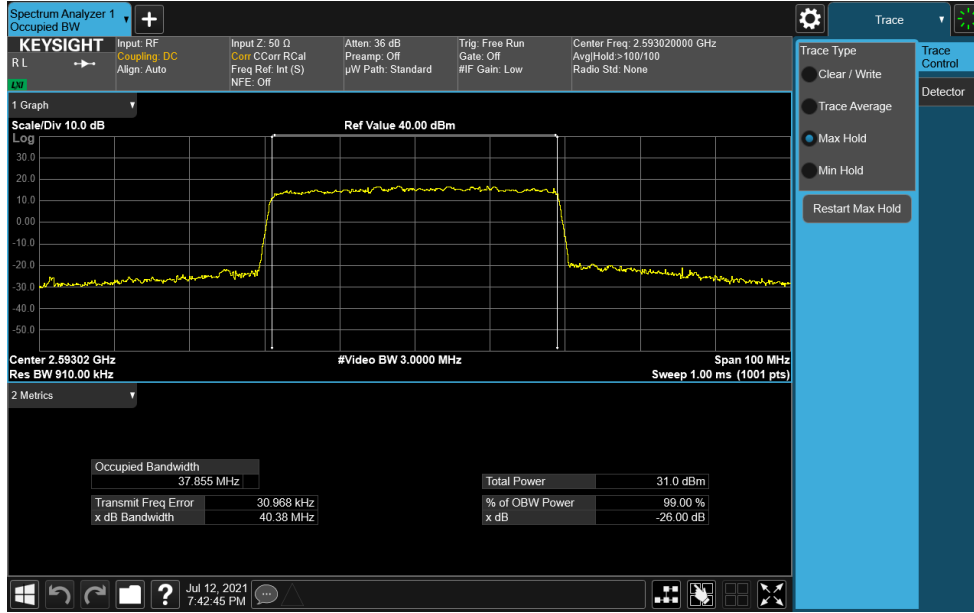 Spectrum Analyzer 1
Occupied BW
+
Trace
KEYSIGHT
R L
LXI
Input: RF
Coupling: DC
Align: Auto
Input Z: 50 Ω
Corr CCorr RCal
Freq Ref: Int (S)
NFE: Off
Atten: 36 dB
Preamp: Off
µW Path: Standard
Trig: Free Run
Gate: Off
#IF Gain: Low
Center Freq: 2.593020000 GHz
Avg|Hold:>100/100
Radio Std: None
Trace Type
Clear / Write
Trace Average
Max Hold
Min Hold
Restart Max Hold
Trace Control
Detector
1 Graph
Scale/Div 10.0 dB
Ref Value 40.00 dBm
Log
30.0
20.0
10.0
0.00
-10.0
-20.0
-30.0
-40.0
-50.0
Center 2.59302 GHz
#Video BW 3.0000 MHz
Span 100 MHz
Res BW 910.00 kHz
Sweep 1.00 ms (1001 pts)
2 Metrics
Occupied Bandwidth
37.855 MHz
Total Power 31.0 dBm
Transmit Freq Error 30.968 kHz
% of OBW Power 99.00 %
x dB Bandwidth 40.38 MHz
x dB -26.00 dB
?
Jul 12, 2021
7:42:45 PM